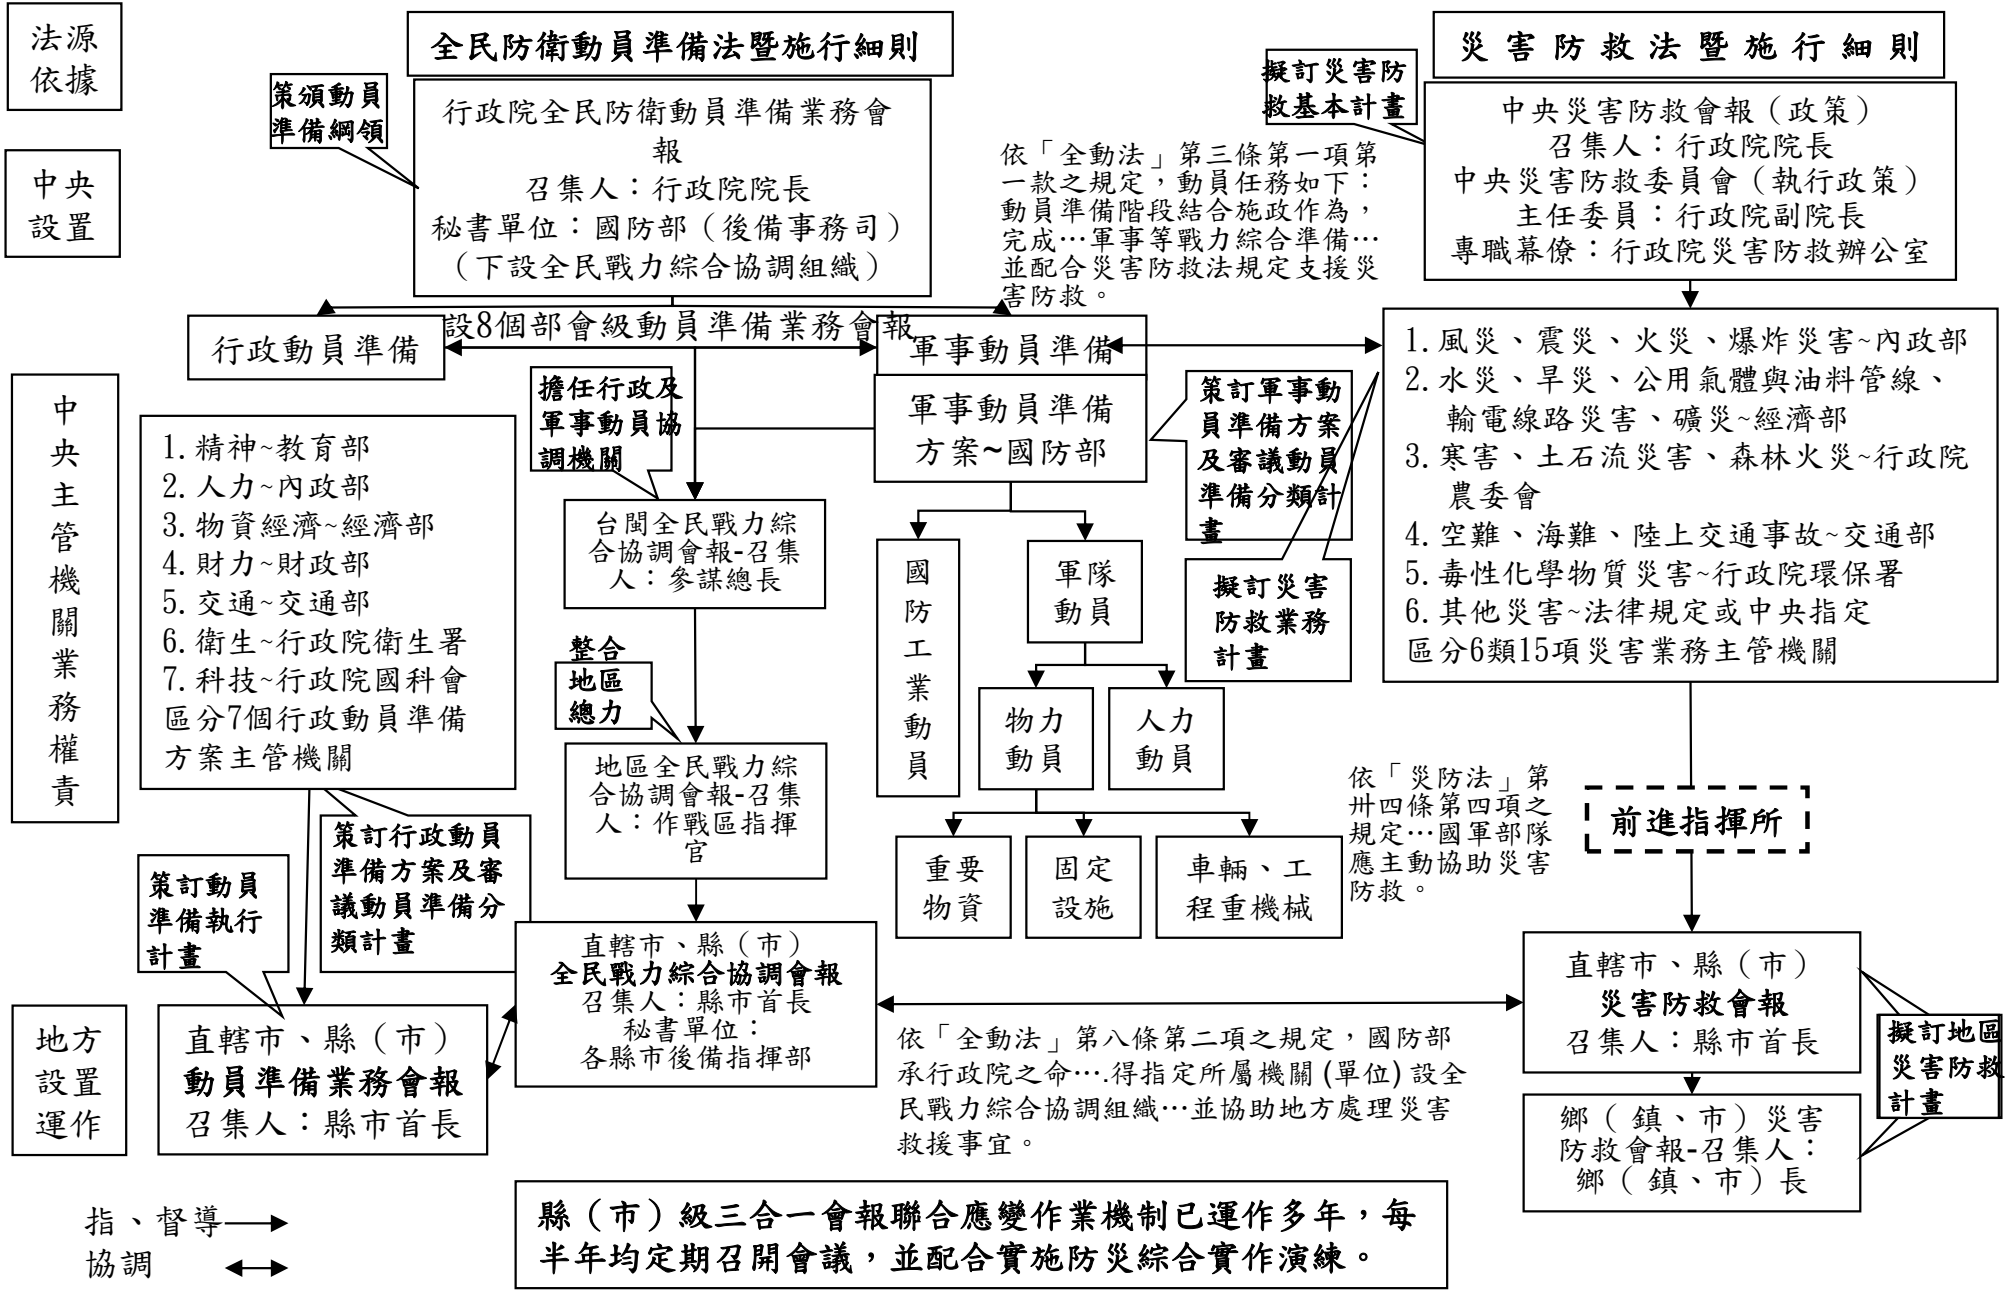 法源
依據
全民防衛動員準備法暨施行細則
災害防救法暨施行細則
策頒動員
準備綱領
行政院全民防衛動員準備業務會
報
召集人：行政院院長
秘書單位：國防部（後備事務司）
（下設全民戰力綜合協調組織）
擬訂災害防
救基本計畫
中央災害防救會報（政策）
召集人：行政院院長
中央災害防救委員會（執行政策）
主任委員：行政院副院長
專職幕僚：行政院災害防救辦公室
依「全動法」第三條第一項第
一款之規定，動員任務如下：
動員準備階段結合施政作為，
完成…軍事等戰力綜合準備…
並配合災害防救法規定支援災
害防救。
中央
設置
設8個部會級動員準備業務會報
行政動員準備
軍事動員準備
中
央
主
管
機
關
業
務
權
責
1.精神~教育部
2.人力~內政部
3.物資經濟~經濟部
4.財力~財政部
5.交通~交通部
6.衛生~行政院衛生署
7.科技~行政院國科會
區分7個行政動員準備
方案主管機關
擔任行政及
軍事動員協
調機關
軍事動員準備
方案~國防部
策訂軍事動
員準備方案
及審議動員
準備分類計
畫
1.風災、震災、火災、爆炸災害~內政部
2.水災、旱災、公用氣體與油料管線、
輸電線路災害、礦災~經濟部
3.寒害、土石流災害、森林火災~行政院
農委會
4.空難、海難、陸上交通事故~交通部
5.毒性化學物質災害~行政院環保署
6.其他災害~法律規定或中央指定
區分6類15項災害業務主管機關
台閩全民戰力綜
合協調會報-召集
人：參謀總長
國
防
工
業
動
員
軍隊
動員
擬訂災害
防救業務
計畫
整合
地區
總力
物力
動員
人力
動員
地區全民戰力綜
合協調會報-召集
人：作戰區指揮
官
重要
物資
固定
設施
車輛、工
程重機械
依「災防法」第
卅四條第四項之
規定…國軍部隊
應主動協助災害
防救。
前進指揮所
策訂行政動員
準備方案及審
議動員準備分
類計畫
策訂動員
準備執行
計畫
地方
設置
運作
直轄市、縣（市）
動員準備業務會報
召集人：縣市首長
直轄市、縣（市）
全民戰力綜合協調會報
召集人：縣市首長
秘書單位：
各縣市後備指揮部
依「全動法」第八條第二項之規定，國防部
承行政院之命….得指定所屬機關(單位)設全
民戰力綜合協調組織…並協助地方處理災害
救援事宜。
直轄市、縣（市）
災害防救會報
召集人：縣市首長
擬訂地區
災害防救
計畫
鄉（鎮、市）災害
防救會報-召集人：
鄉（鎮、市）長
指、督導
協調
縣（市）級三合一會報聯合應變作業機制已運作多年，每
半年均定期召開會議，並配合實施防災綜合實作演練。